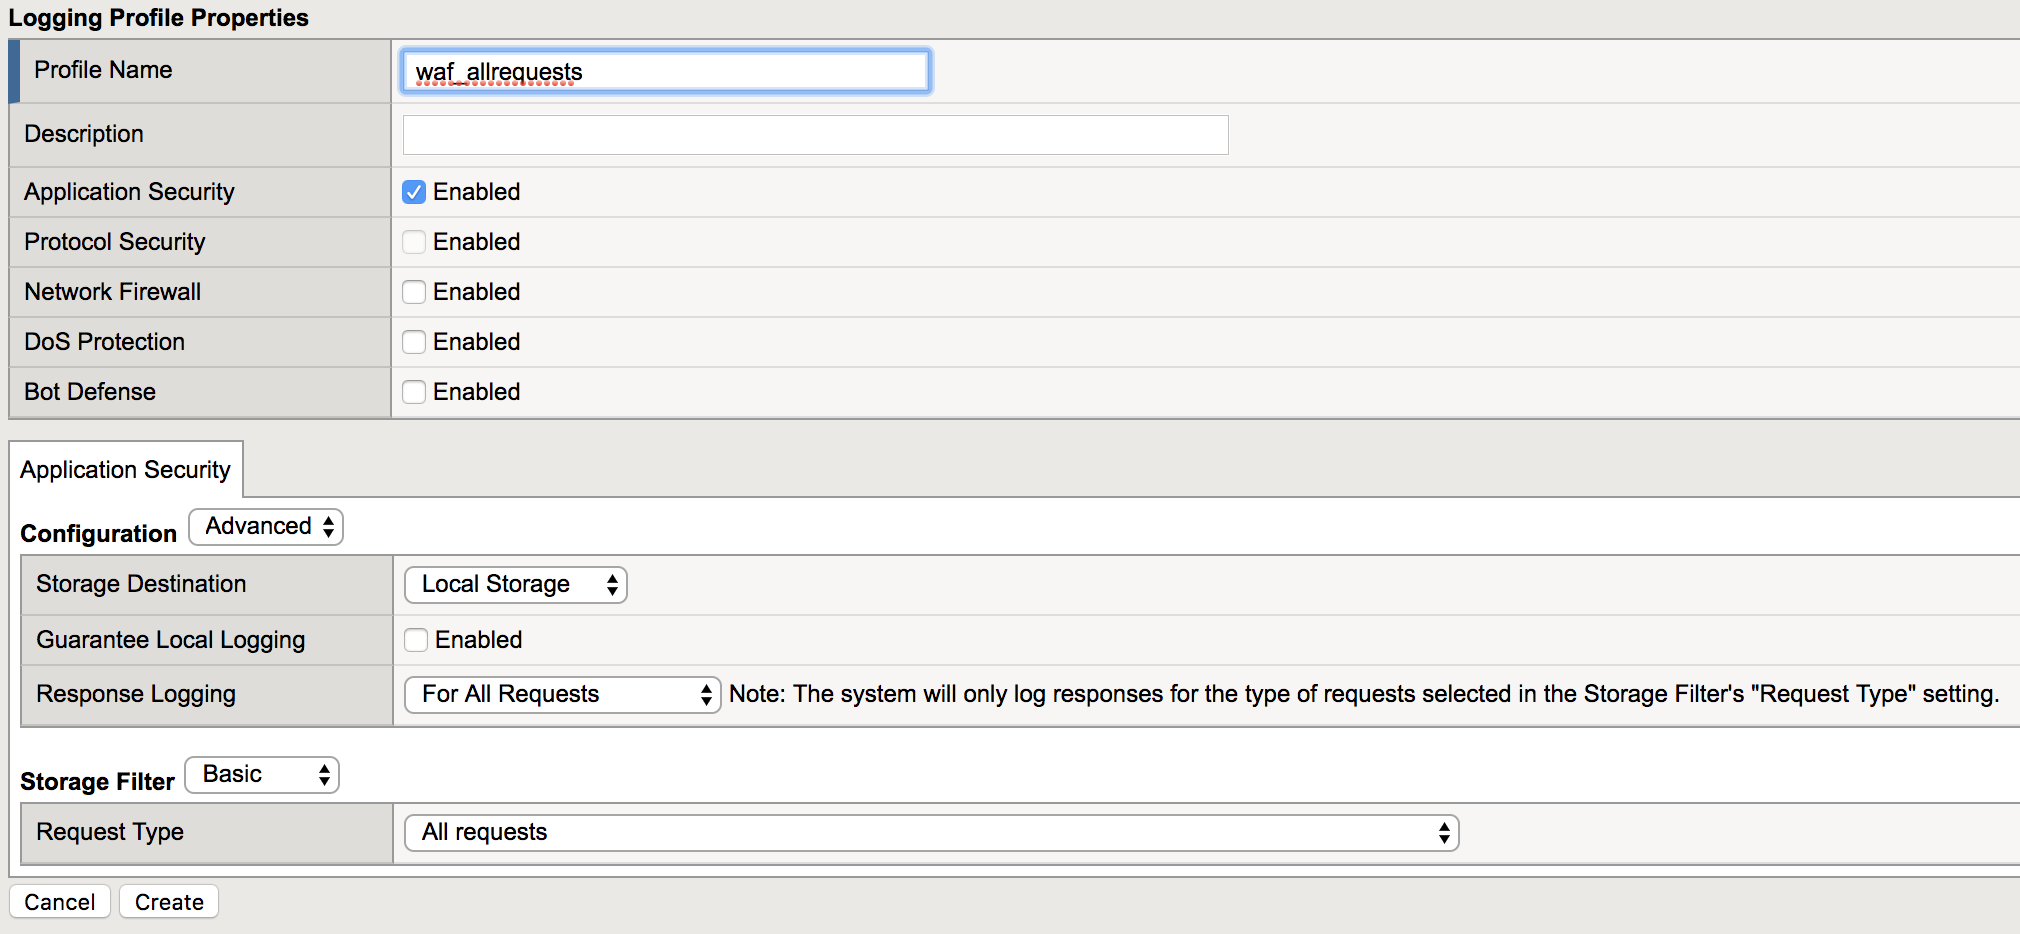 Logging Profile Properties
Profile Name waf_allrequests
Description
Application Security Enabled
Protocol Security Enabled
Network Firewall Enabled
DoS Protection Enabled
Bot Defense Enabled
Application Security
Configuration Advanced
Storage Destination Local Storage
Guarantee Local Logging Enabled
Response Logging For All Requests Note: The system will only log responses for the type of requests selected in the Storage Filter's "Request Type" setting.
Storage Filter Basic
Request Type All requests
Cancel Create